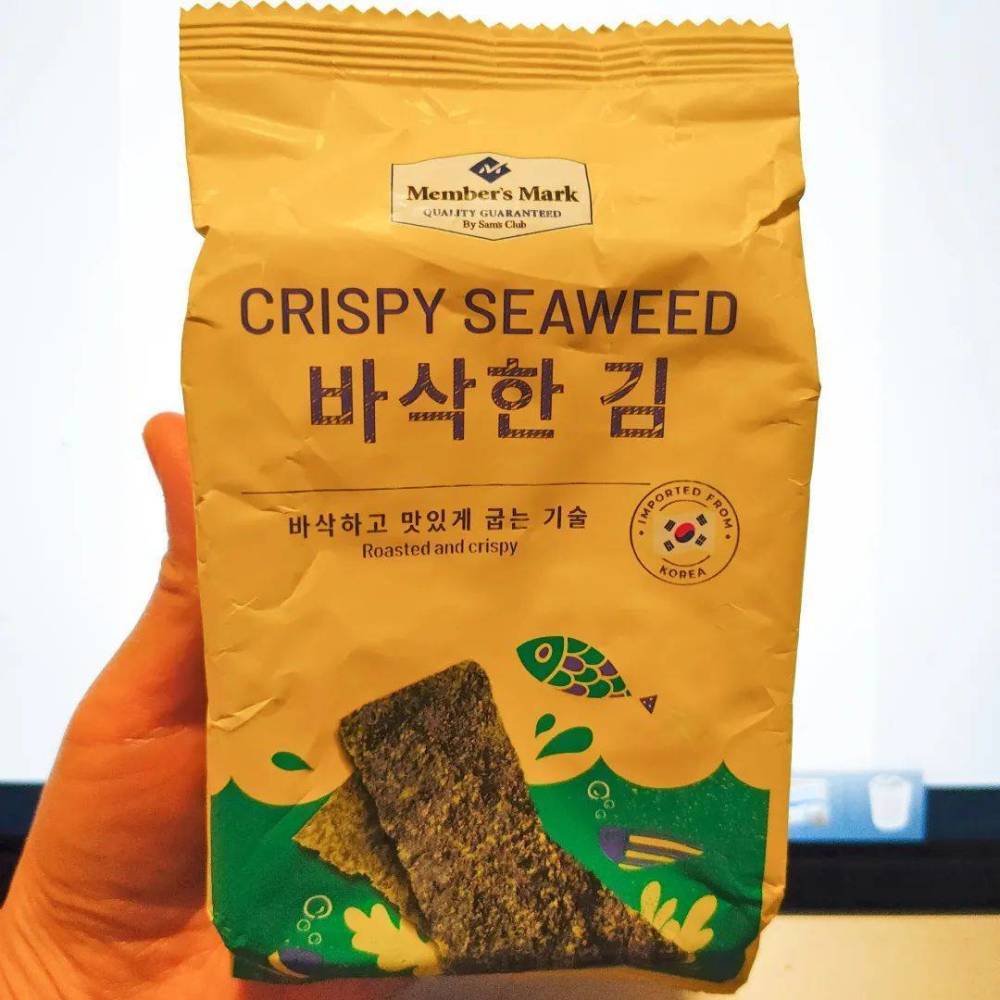 Member's Mark
QUALITY GUARANTEED
By Sam's Club
CRISPY SEAWEED
바삭한 김
바삭하고 맛있게 굽는 기술
Roasted and crispy
IMPORTED FROM
KOREA